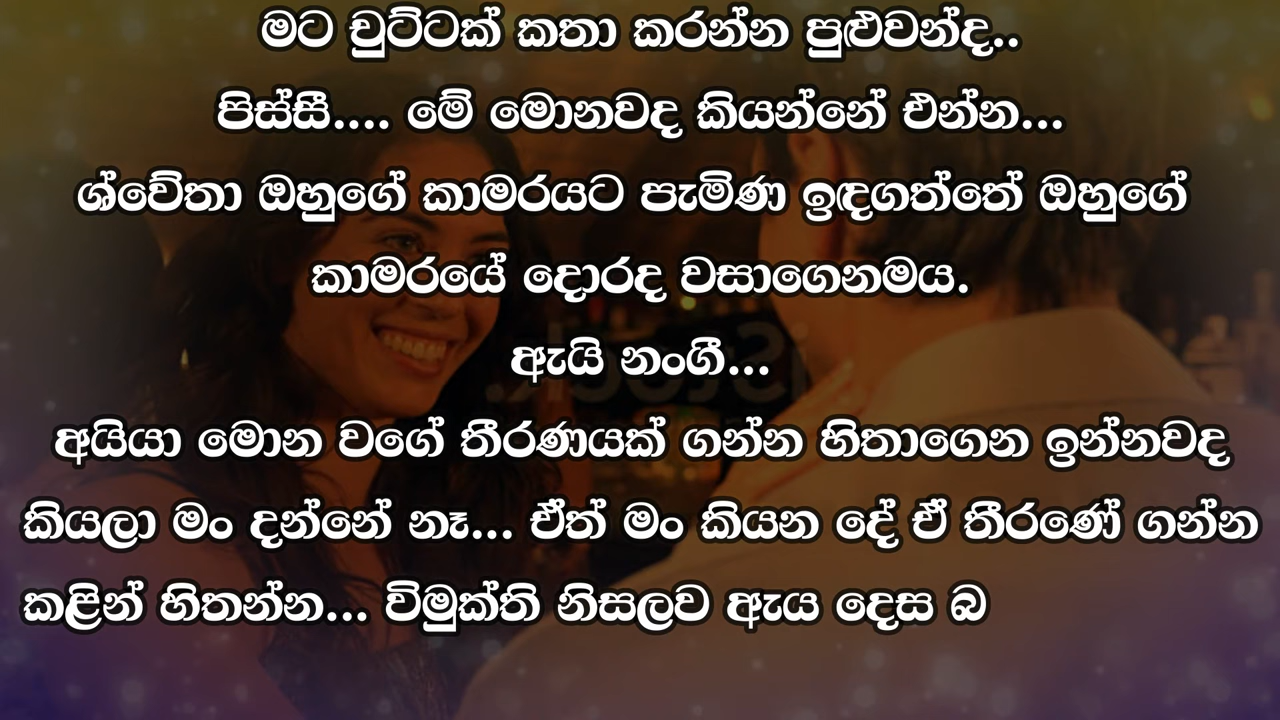 මට චුට්ටක් කතා කරන්න පුළුවන්ද..
පිස්සී.... මේ මොනවද කියන්නේ එන්න...
ශ්වේතා ඔහුගේ කාමරයට පැමිණ ඉඳගත්තේ ඔහුගේ
කාමරයේ දොරද වසාගෙනමය.
ඇයි නංගී...
අයියා මොන වගේ තීරණයක් ගන්න හිතාගෙන ඉන්නවද
කියලා මං දන්නේ නෑ... ඒත් මං කියන දේ ඒ තීරණේ ගන්න
කළින් හිතන්න... විමුක්ති නිසලව ඇය දෙස බ